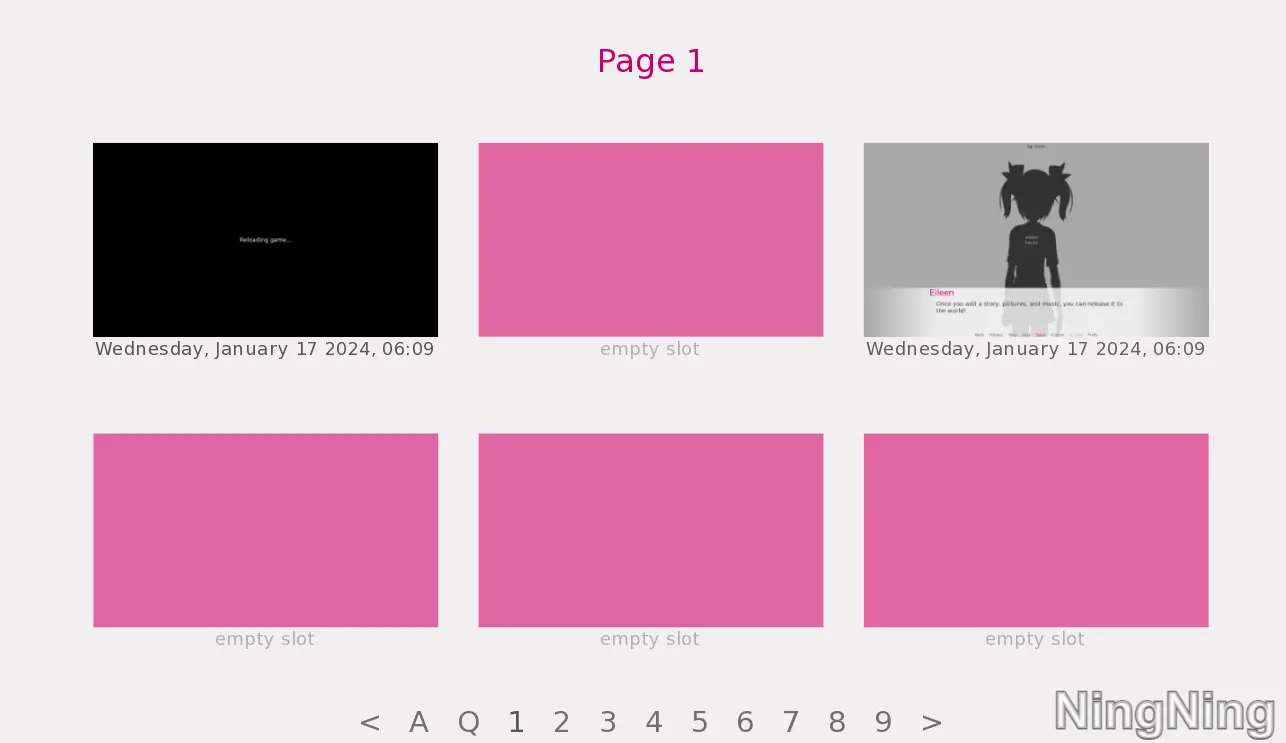 Page 1
Reloading game...
Eileen
Once you add a story, pictures, and music, you can release it to
the world!
Wednesday, January 17 2024, 06:09
empty slot
Wednesday, January 17 2024, 06:09
empty slot
empty slot
empty slot
< A Q 1 2 3 4 5 6 7 8 9 >
NingNing